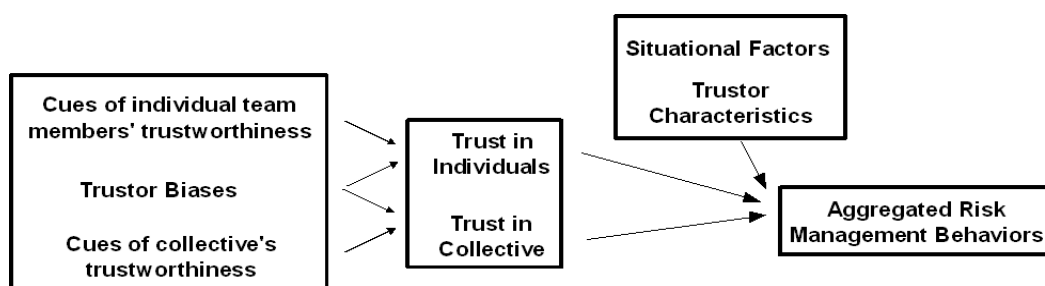 Cues of individual team
members' trustworthiness
Trustor Biases
Cues of collective's
trustworthiness
Trust in
Individuals
Trust in
Collective
Situational Factors
Trustor
Characteristics
Aggregated Risk
Management Behaviors